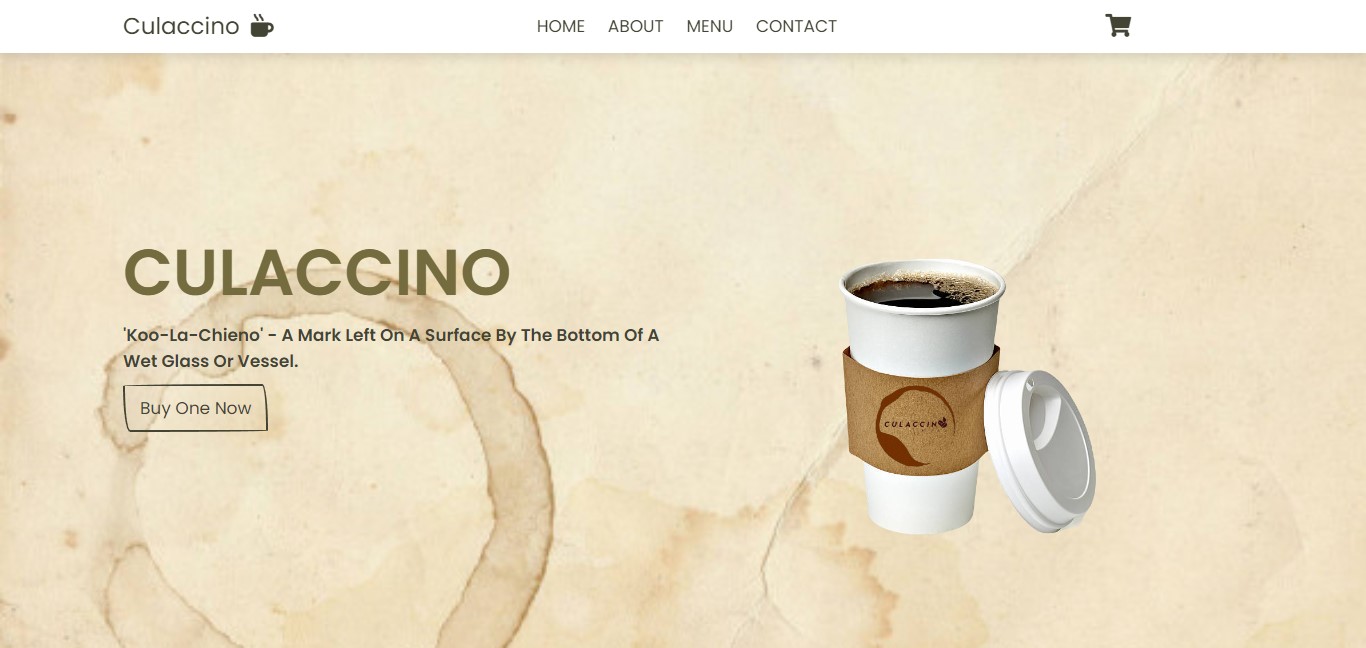 Culaccino
HOME ABOUT MENU CONTACT
CULACCINO
'Koo-La-Chieno' - A Mark Left On A Surface By The Bottom Of A
Wet Glass Or Vessel.
Buy One Now
CULACCINO